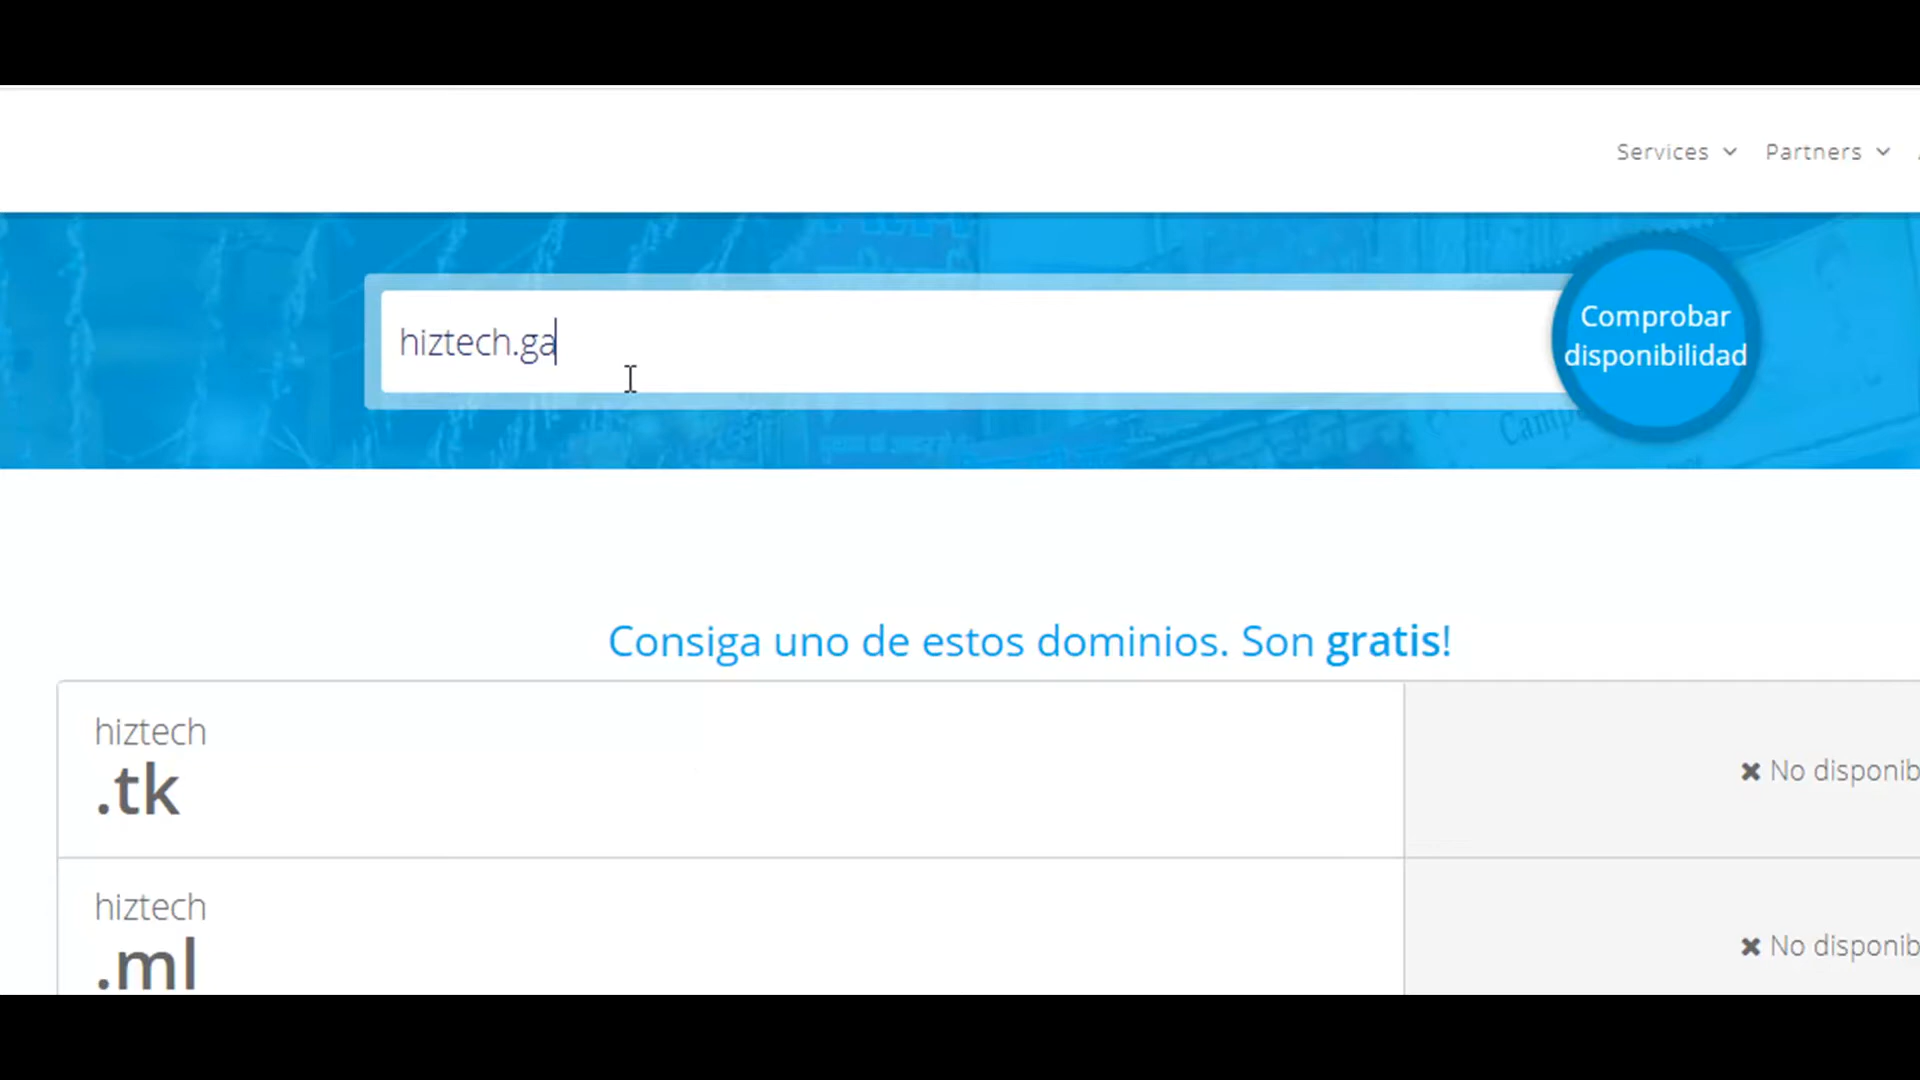 Services Partners
hiztech.ga
Comprobar
disponibilidad
Consiga uno de estos dominios. Son gratis!
hiztech
.tk
No disponib
hiztech
.ml
No disponib